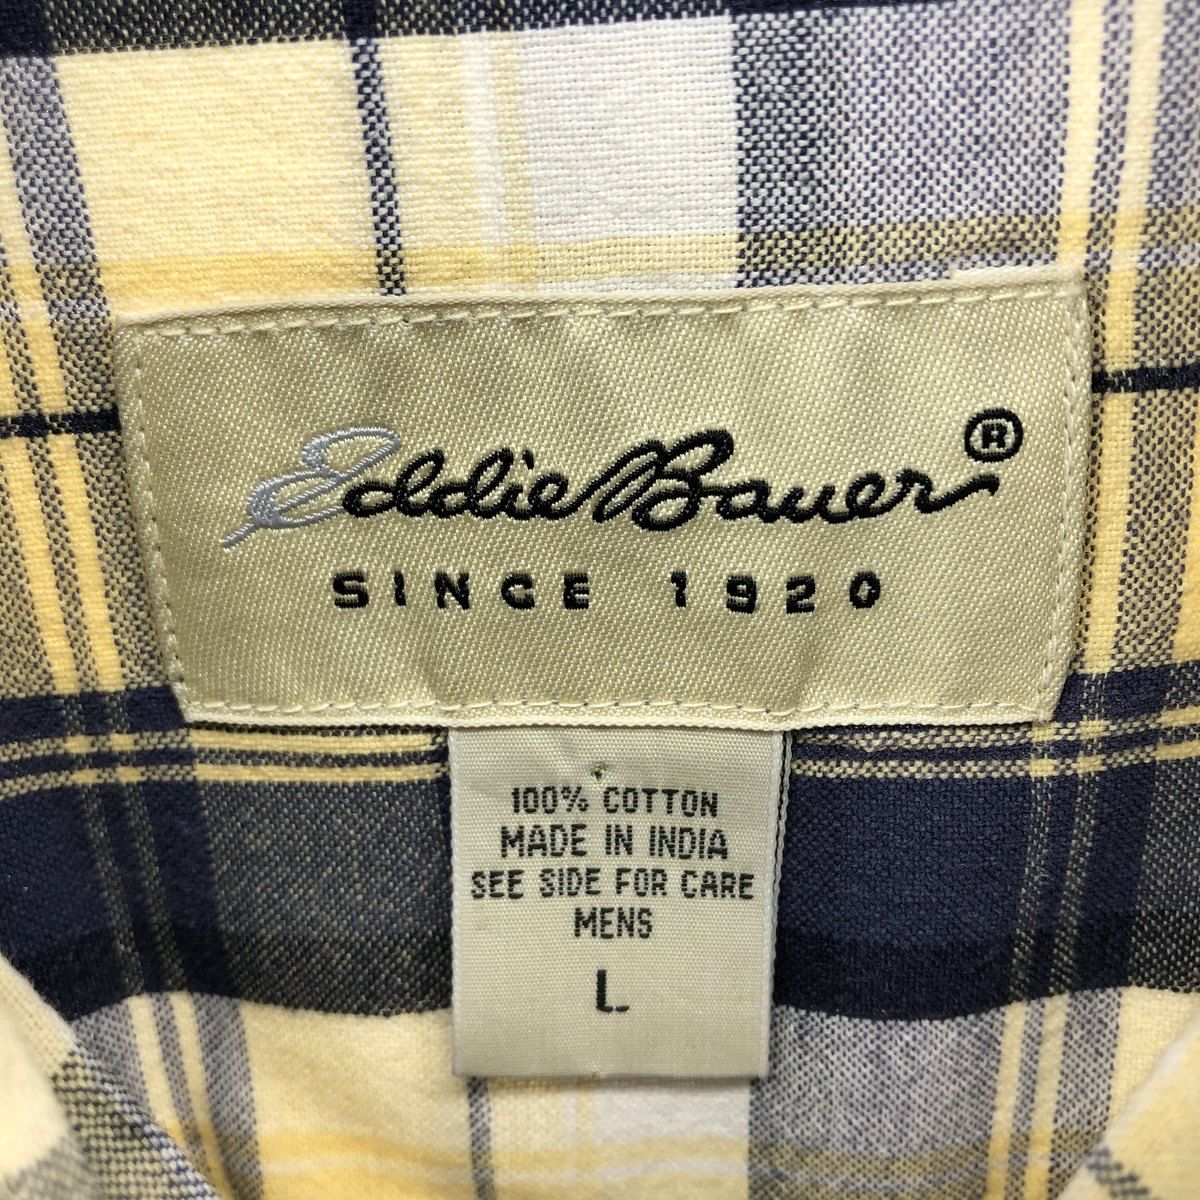 Eddie Bauer®
SINCE 1920
100% COTTON
MADE IN INDIA
SEE SIDE FOR CARE
MENS
L